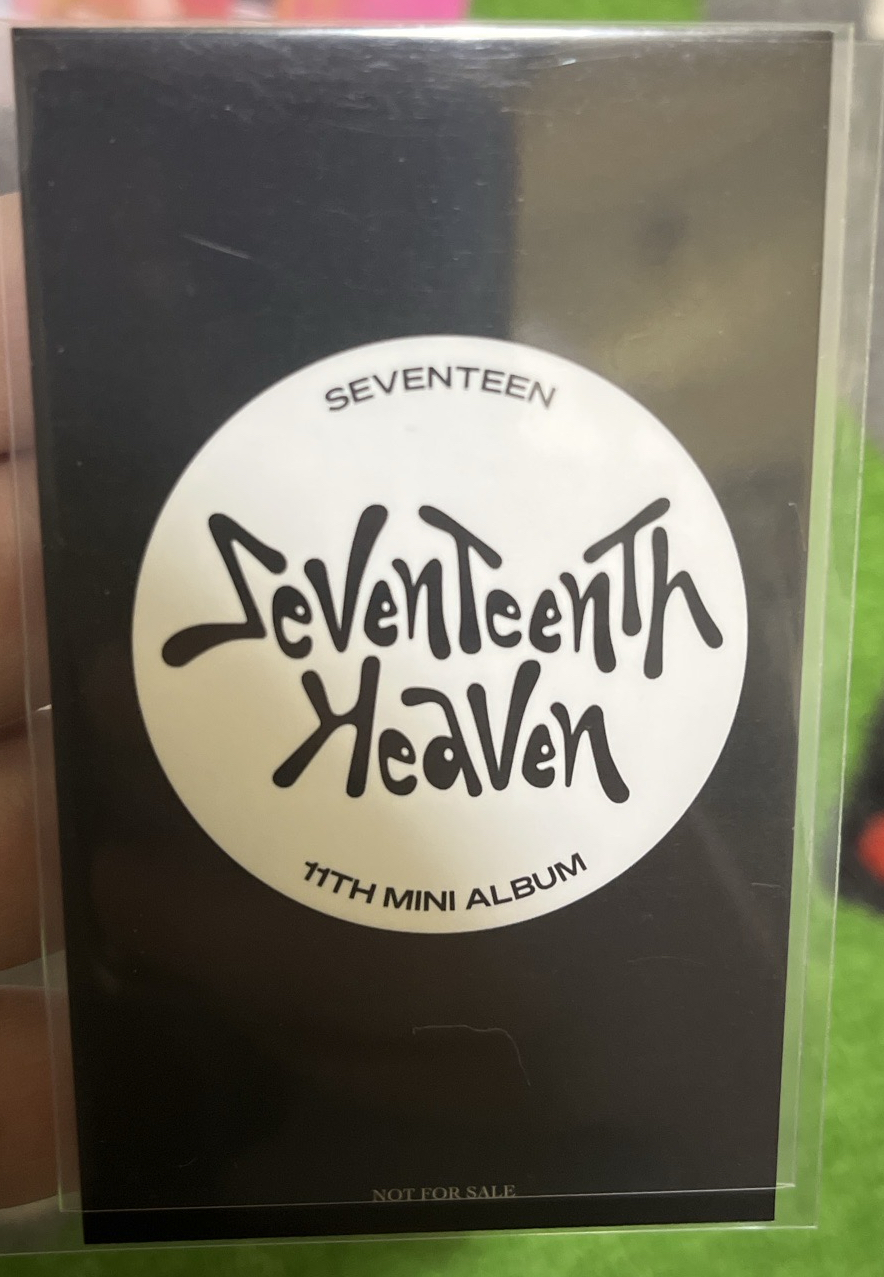 SEVENTEEN
SevenTeenTh
Heaven
11TH MINI ALBUM
NOT FOR SALE